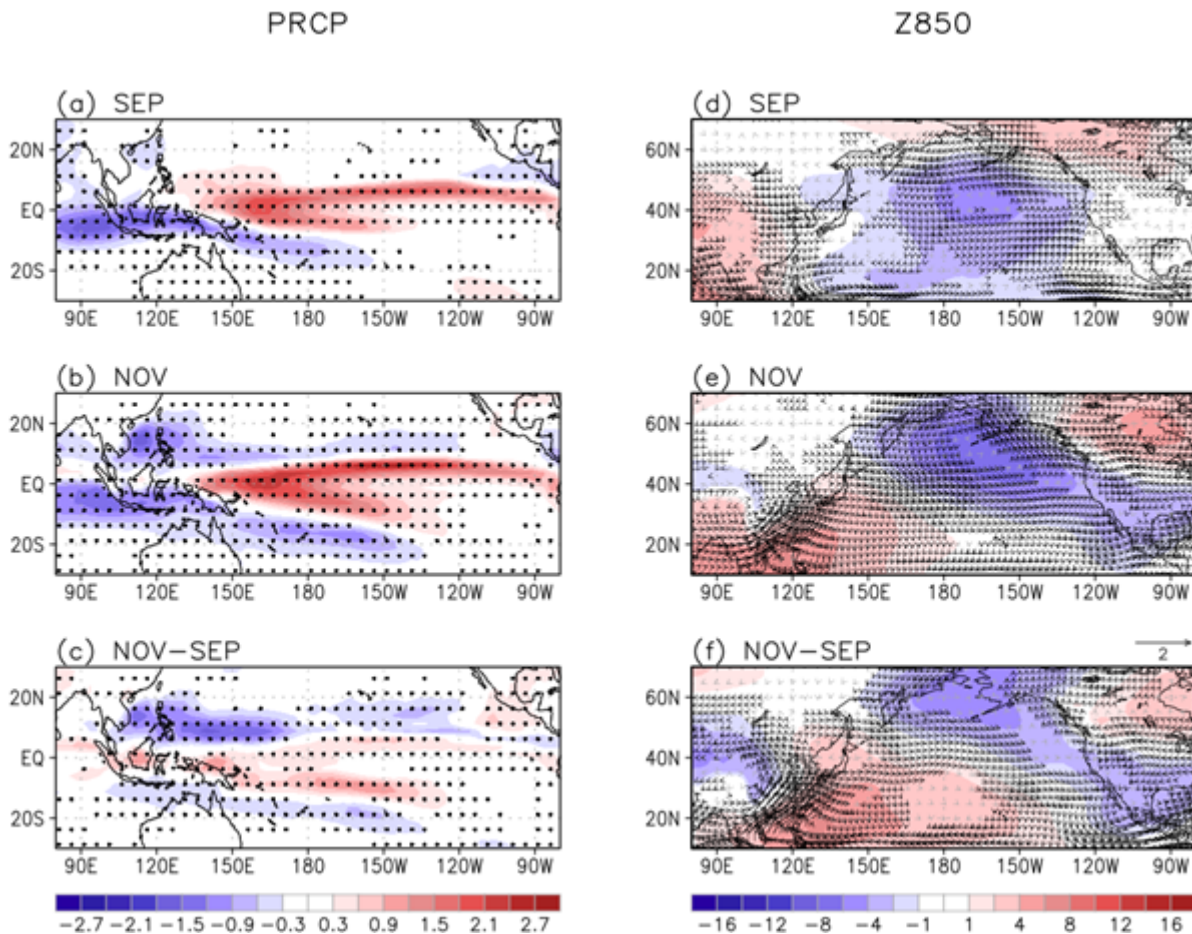 PRCP
Z850
(a) SEP
(d) SEP
20N
EQ
20S
90E 120E 150E 180 150W 120W 90W
60N
40N
20N
90E 120E 150E 180 150W 120W 90W
(b) NOV
(e) NOV
20N
EQ
20S
90E 120E 150E 180 150W 120W 90W
60N
40N
20N
90E 120E 150E 180 150W 120W 90W
(c) NOV−SEP
(f) NOV−SEP
2
20N
EQ
20S
90E 120E 150E 180 150W 120W 90W
60N
40N
20N
90E 120E 150E 180 150W 120W 90W
−2.7 −2.1 −1.5 −0.9 −0.3 0.3 0.9 1.5 2.1 2.7
−16 −12 −8 −4 −1 1 4 8 12 16